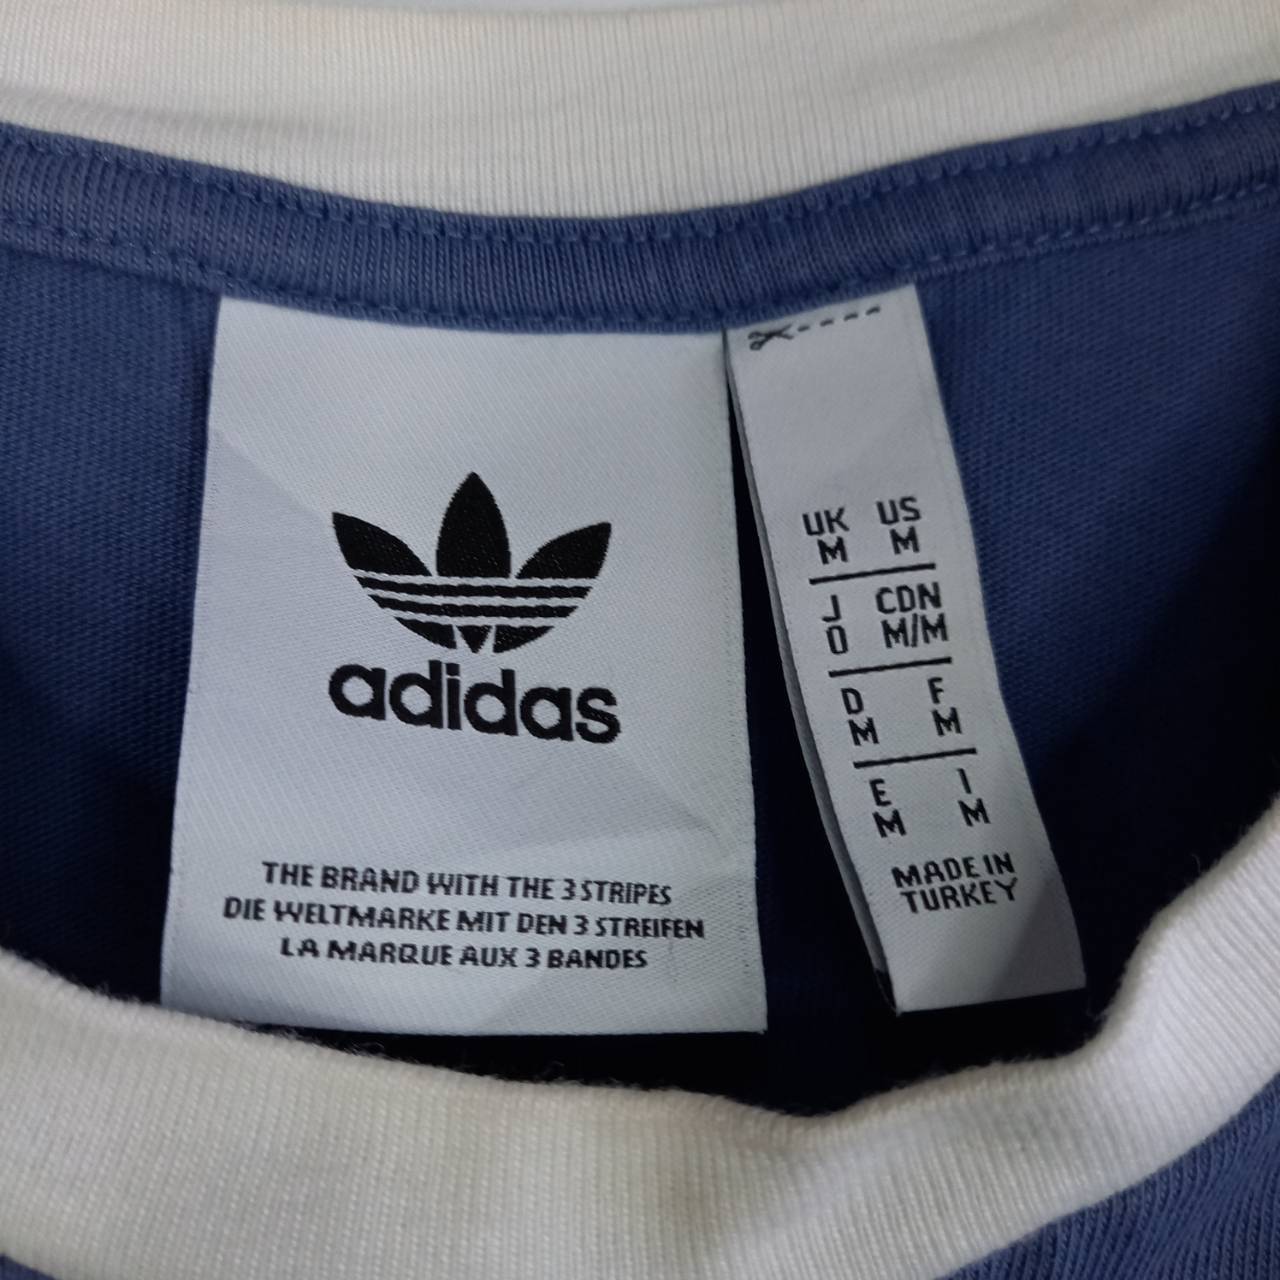 adidas
THE BRAND WITH THE 3 STRIPES
DIE WELTMARKE MIT DEN 3 STREIFEN
LA MARQUE AUX 3 BANDES
UK US
M M
J CDN
O M/M
D F
M M
E I
M M
MADE IN
TURKEY